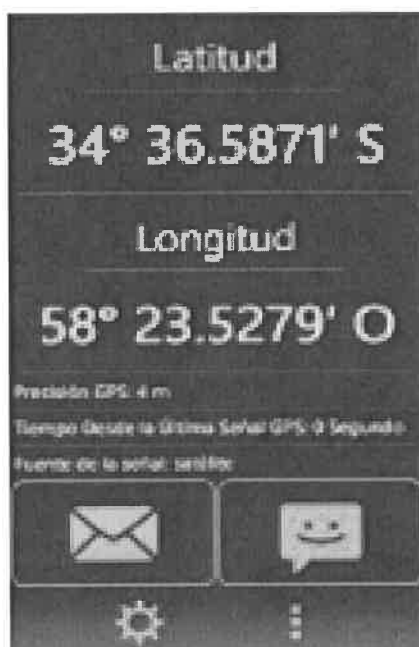 Latitud
34° 36.5871' S
Longitud
58° 23.5279' O
Precisión GPS: 4 m
Tiempo Desde la Última Señal GPS: 0 Segundo
Fuente de la señal: satélite